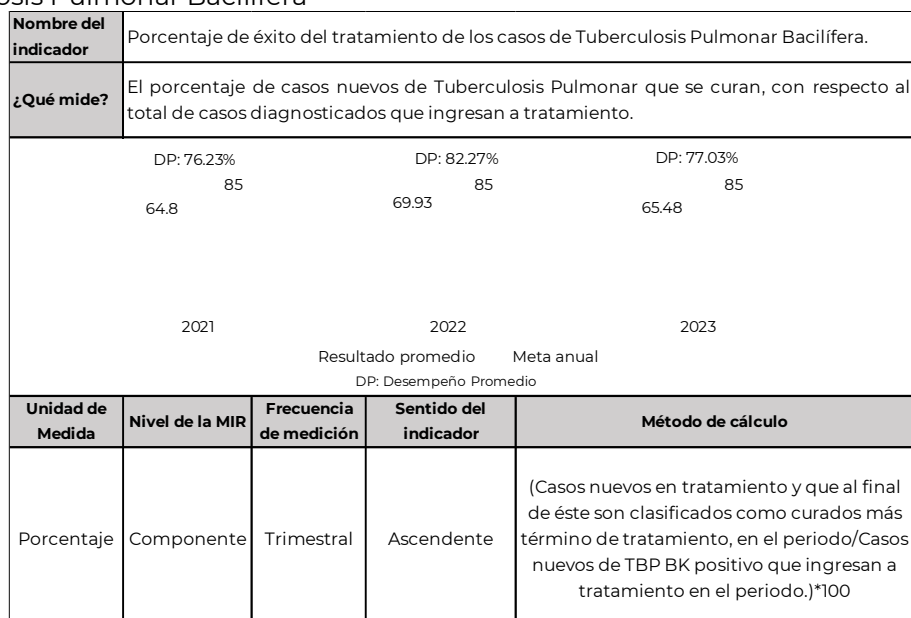 Nombre del
indicador
Porcentaje de éxito del tratamiento de los casos de Tuberculosis Pulmonar Bacilífera.
¿Qué mide?
El porcentaje de casos nuevos de Tuberculosis Pulmonar que se curan, con respecto al
total de casos diagnosticados que ingresan a tratamiento.
DP: 76.23% DP: 82.27% DP: 77.03%
85 85 85
64.8 69.93 65.48
2021 2022 2023
Resultado promedio Meta anual
DP: Desempeño Promedio
Unidad de
Medida
Nivel de la MIR
Frecuencia
de medición
Sentido del
indicador
Método de cálculo
Porcentaje
Componente
Trimestral
Ascendente
(Casos nuevos en tratamiento y que al final
de éste son clasificados como curados más
término de tratamiento, en el periodo/Casos
nuevos de TBP BK positivo que ingresan a
tratamiento en el periodo.)*100